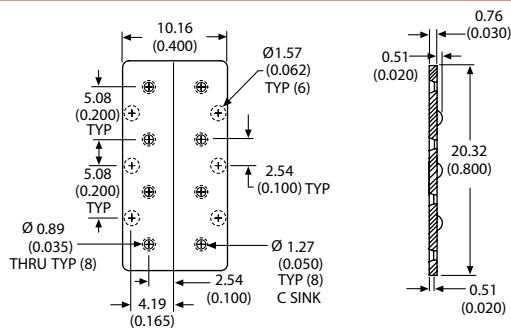 10.16
(0.400)
Ø1.57
(0.062)
TYP (6)
5.08
(0.200)
TYP
5.08
(0.200)
TYP
2.54
(0.100) TYP
Ø 0.89
(0.035)
THRU TYP (8)
Ø 1.27
(0.050)
TYP (8)
C SINK
2.54
(0.100)
4.19
(0.165)
0.76
(0.030)
0.51
(0.020)
20.32
(0.800)
0.51
(0.020)